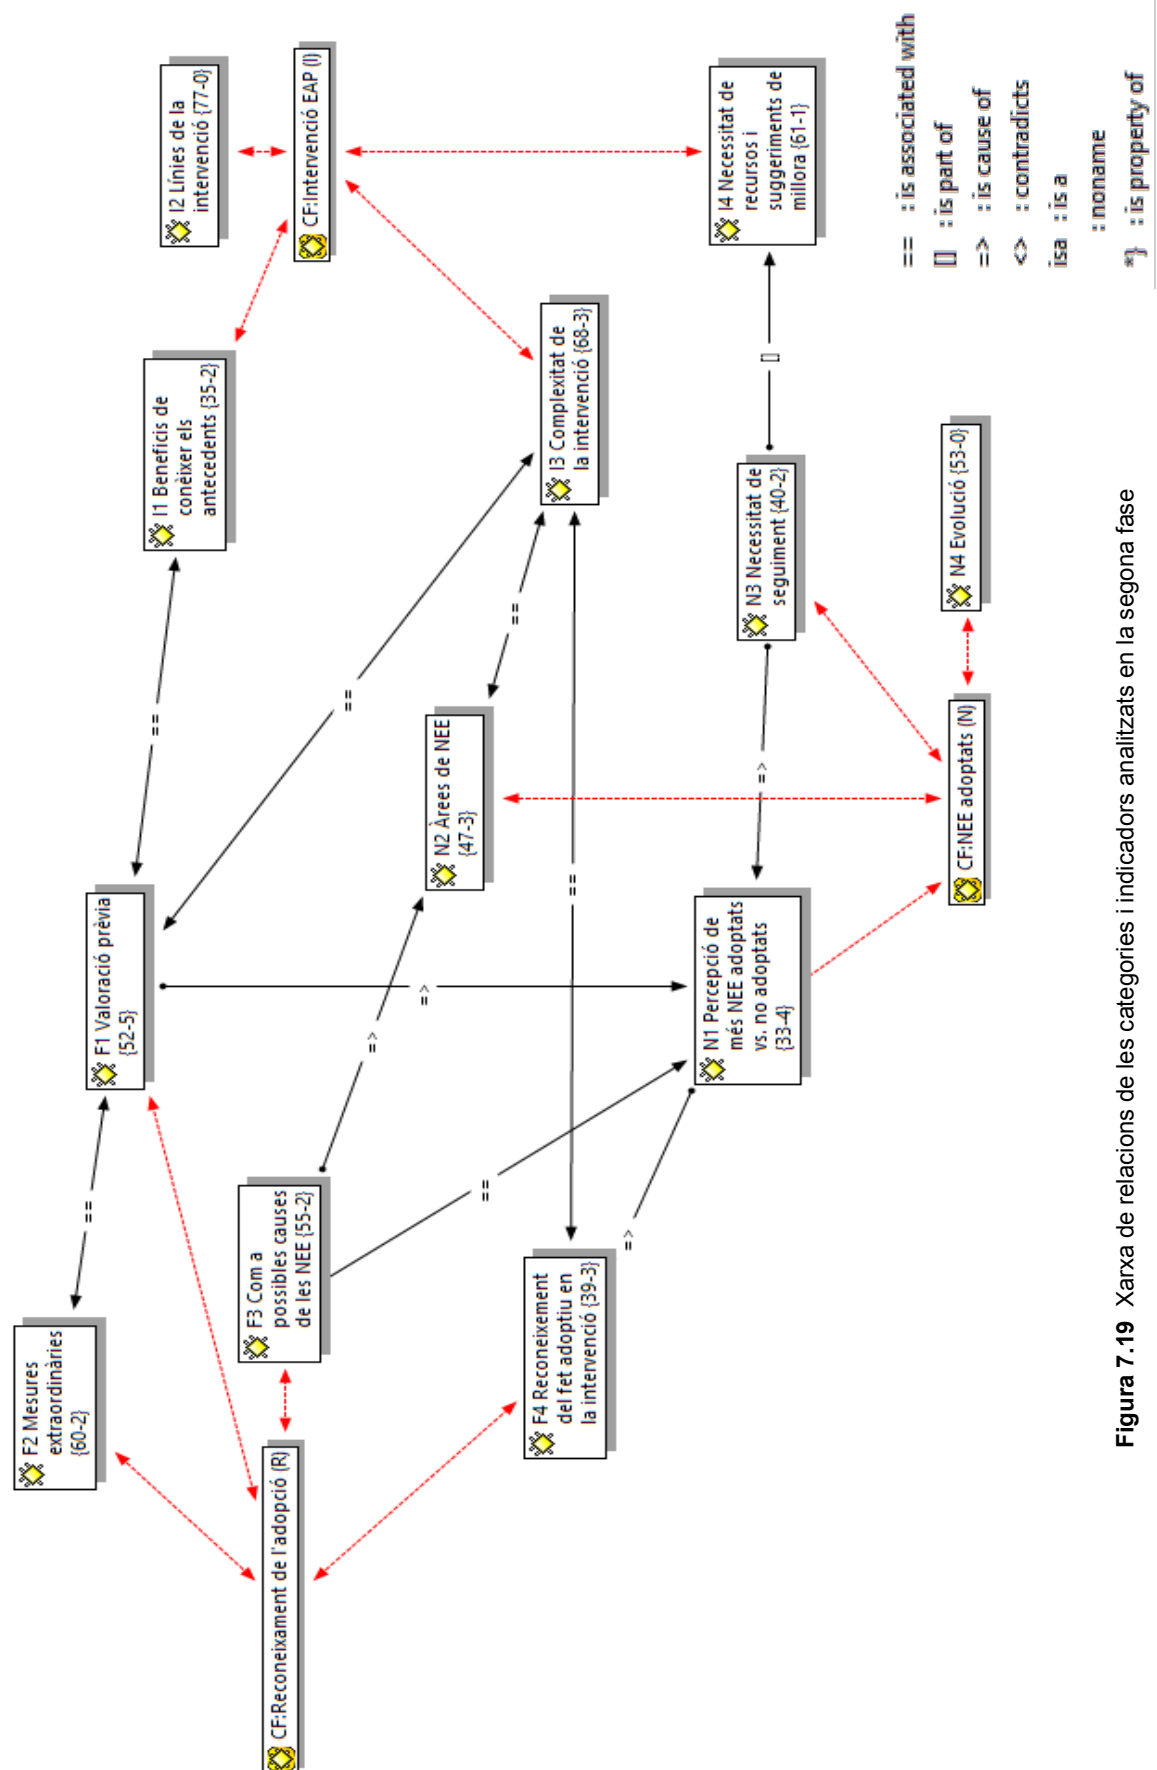 F2 Mesures
extraordinàries
{60-2}
F1 Valoració prèvia
{52-5}
I1 Beneficis de
conèixer els
antecedents {35-2}
I2 Línies de la
intervenció {77-0}
CF:Reconeixament de l'adopció (R)
F3 Com a
possibles causes
de les NEE {55-2}
CF:Intervenció EAP (I)
N2 Àrees de NEE
{47-3}
I3 Complexitat de
la intervenció {68-3}
F4 Reconeixement
del fet adoptiu en
la intervenció {39-3}
N1 Percepció de
més NEE adoptats
vs. no adoptats
{33-4}
N3 Necessitat de
seguiment {40-2}
I4 Necessitat de
recursos i
suggeriments de
millora {61-1}
CF:NEE adoptats (N)
N4 Evolució {53-0}
==
==
==
=>
=>
==
==
==
=>
=>
[]
== :: is associated with
[] :: is part of
=> :: is cause of
<> :: contradicts
isa :: is a
:: noname
*} :: is property of
Figura 7.19 Xarxa de relacions de les categories i indicadors analitzats en la segona fase